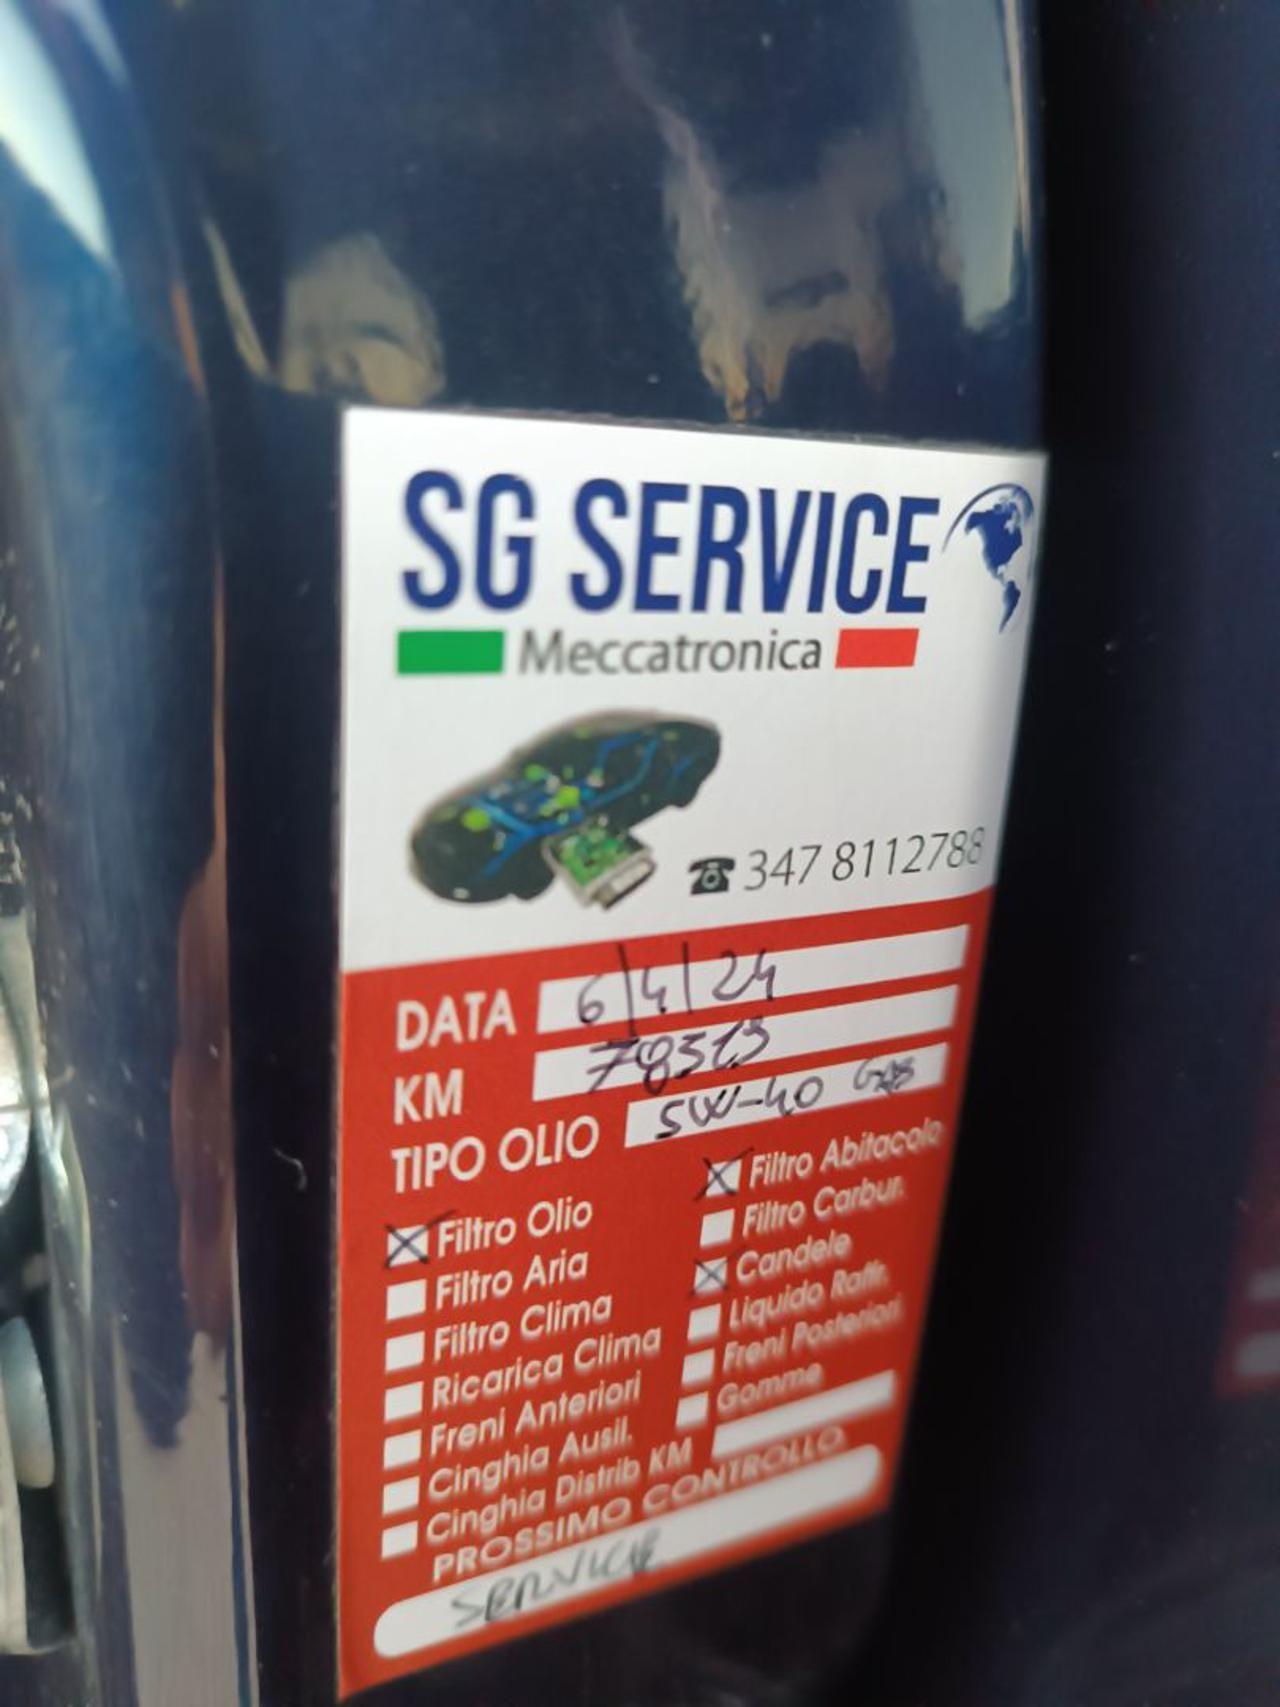 SG SERVICE
Meccatronica
347 8112788
DATA 6/4/24
KM 78313
TIPO OLIO 5W-40 GAS
Filtro Olio
Filtro Aria
Filtro Clima
Ricarica Clima
Freni Anteriori
Cinghia Ausil.
Cinghia Distrib KM
Filtro Abitacolo
Filtro Carbur.
Candele
Liquido Raffr.
Freni Posteriori
Gomme
PROSSIMO CONTROLLO
SERVICE